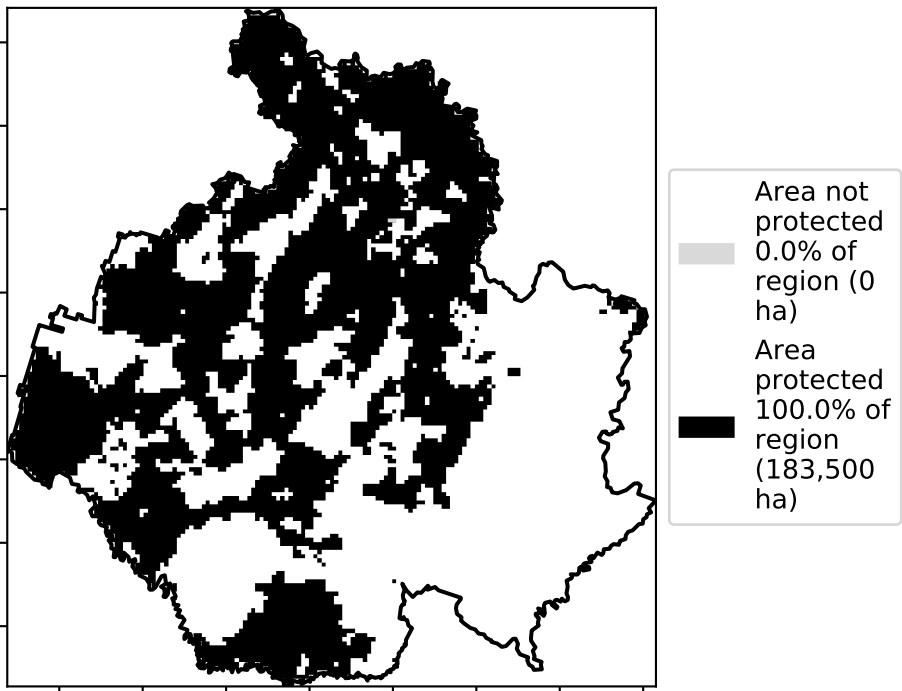 Area not
protected
0.0% of
region (0
ha)
Area
protected
100.0% of
region
(183,500
ha)